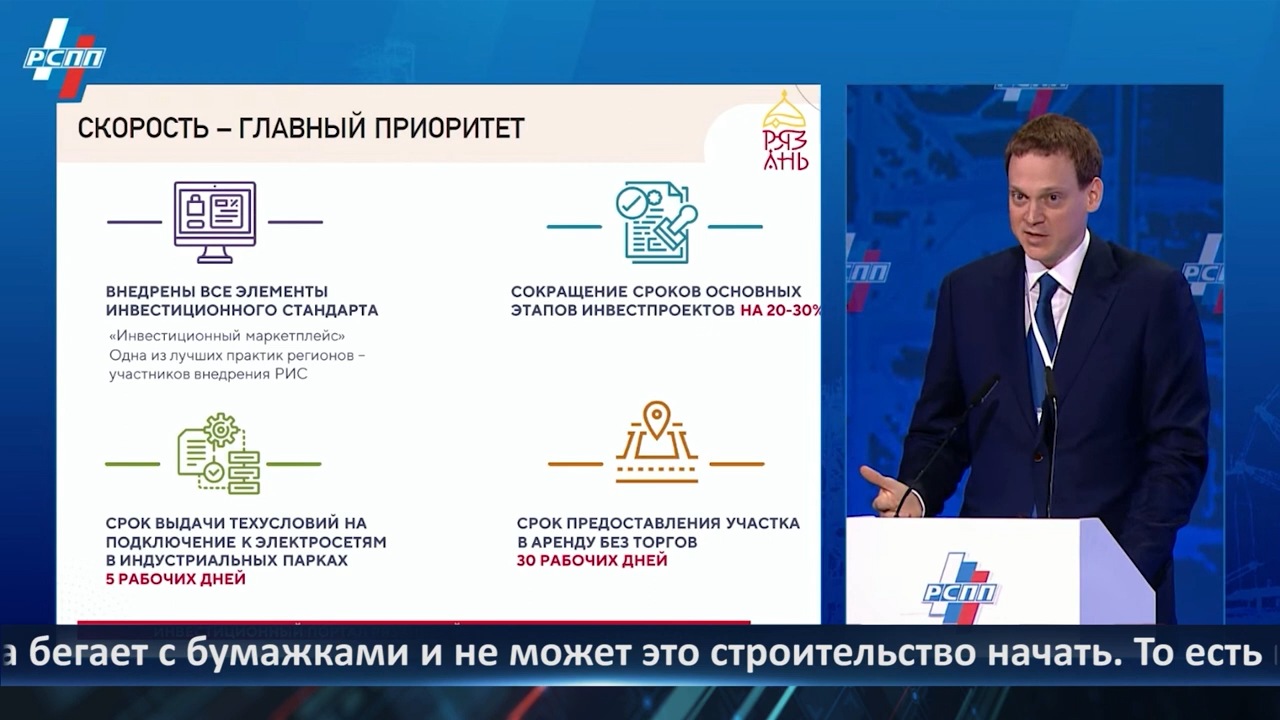 РСПП
СКОРОСТЬ – ГЛАВНЫЙ ПРИОРИТЕТ
РЯЗ
АНЬ
ВНЕДРЕНЫ ВСЕ ЭЛЕМЕНТЫ
ИНВЕСТИЦИОННОГО СТАНДАРТА
«Инвестиционный маркетплейс»
Одна из лучших практик регионов –
участников внедрения РИС
СОКРАЩЕНИЕ СРОКОВ ОСНОВНЫХ
ЭТАПОВ ИНВЕСТПРОЕКТОВ НА 20-30%
СРОК ВЫДАЧИ ТЕХУСЛОВИЙ НА
ПОДКЛЮЧЕНИЕ К ЭЛЕКТРОСЕТЯМ
В ИНДУСТРИАЛЬНЫХ ПАРКАХ
5 РАБОЧИХ ДНЕЙ
СРОК ПРЕДОСТАВЛЕНИЯ УЧАСТКА
В АРЕНДУ БЕЗ ТОРГОВ
30 РАБОЧИХ ДНЕЙ
РСПП
РСПП
РСПП
а бегает с бумажками и не может это строительство начать. То есть